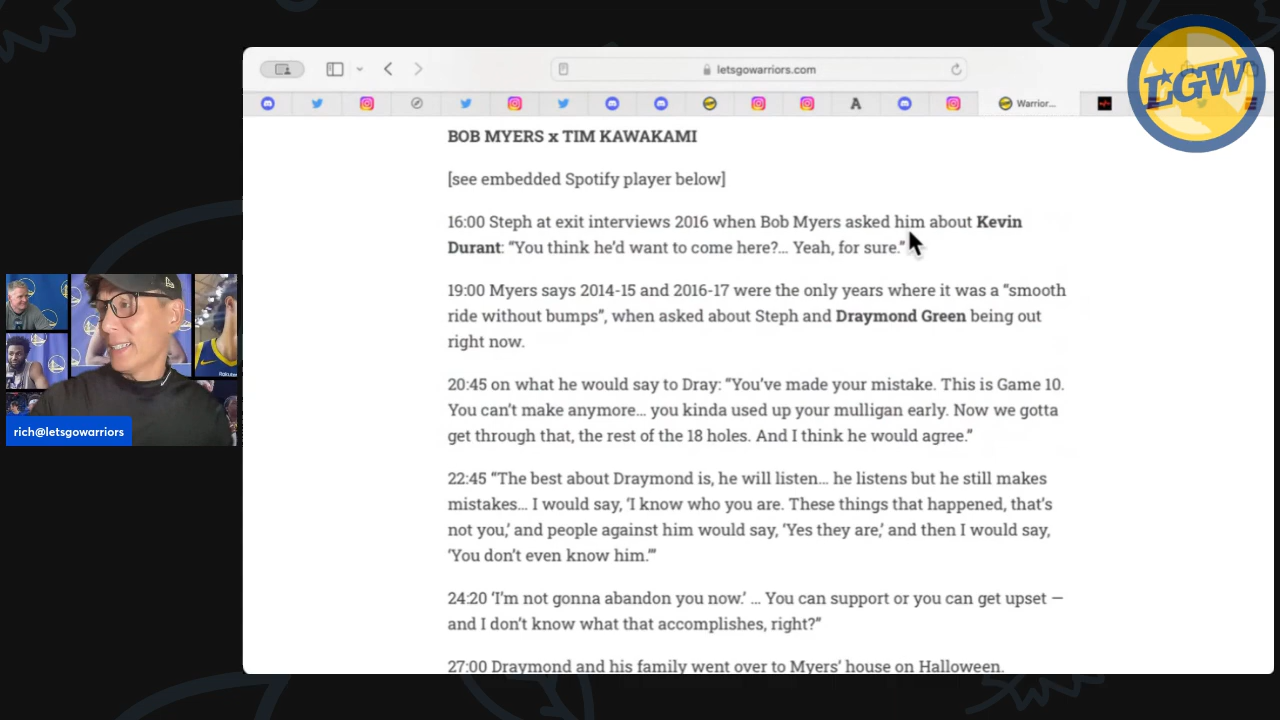 letsgowarriors.com
Warrior...
LGW
BOB MYERS x TIM KAWAKAMI
[see embedded Spotify player below]
16:00 Steph at exit interviews 2016 when Bob Myers asked him about Kevin
Durant: “You think he’d want to come here?... Yeah, for sure.”
19:00 Myers says 2014-15 and 2016-17 were the only years where it was a “smooth
ride without bumps”, when asked about Steph and Draymond Green being out
right now.
20:45 on what he would say to Dray: “You’ve made your mistake. This is Game 10.
You can’t make anymore... you kinda used up your mulligan early. Now we gotta
get through that, the rest of the 18 holes. And I think he would agree.”
22:45 “The best about Draymond is, he will listen... he listens but he still makes
mistakes... I would say, ‘I know who you are. These things that happened, that’s
not you,’ and people against him would say, ‘Yes they are,’ and then I would say,
‘You don’t even know him.’”
24:20 ‘I’m not gonna abandon you now.’ ... You can support or you can get upset —
and I don’t know what that accomplishes, right?”
27:00 Draymond and his family went over to Myers’ house on Halloween.
Rakuten
rich@letsgowarriors